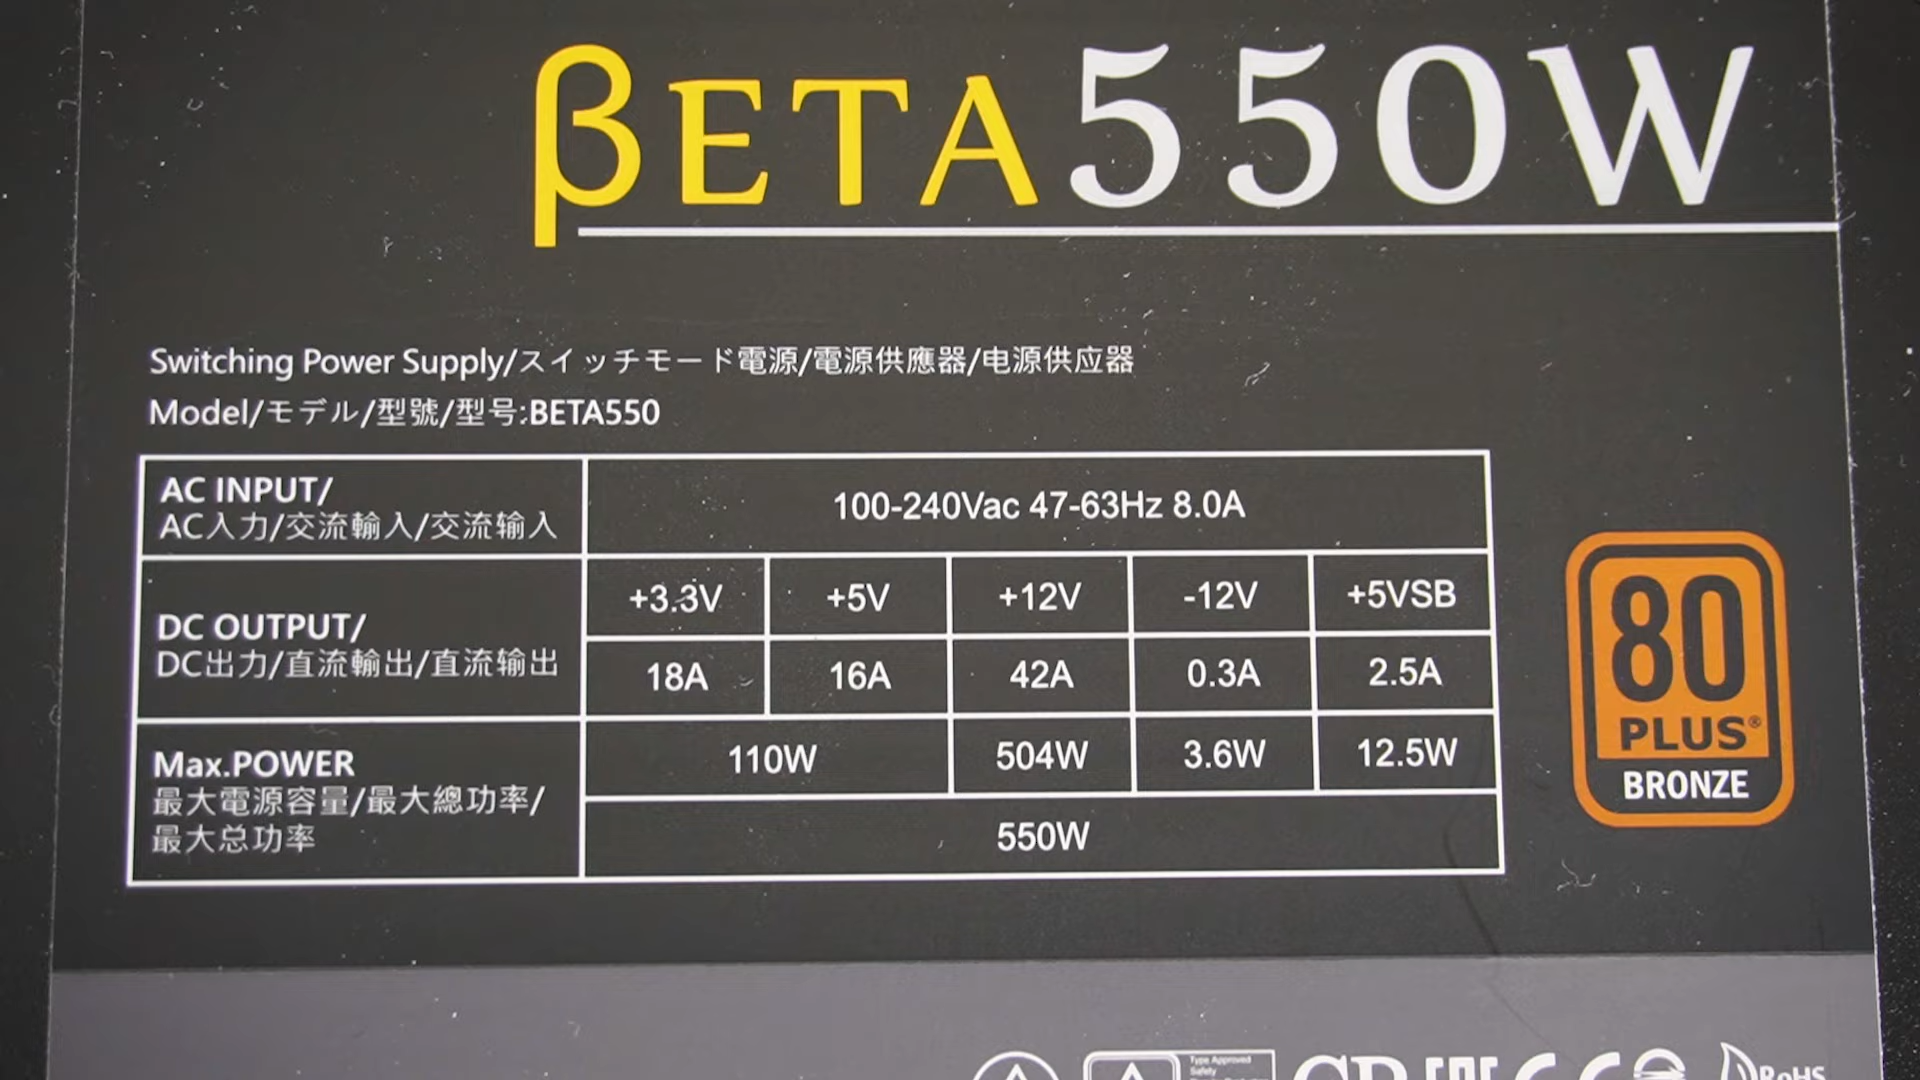 βETA550W
Switching Power Supply/スイッチモード電源/電源供應器/电源供应器
Model/モデル/型號/型号:BETA550
AC INPUT/
AC入力/交流輸入/交流输入
100-240Vac 47-63Hz 8.0A
DC OUTPUT/
DC出力/直流輸出/直流输出
+3.3V +5V +12V -12V +5VSB
18A 16A 42A 0.3A 2.5A
Max.POWER
最大電源容量/最大總功率/
最大总功率
110W 504W 3.6W 12.5W
550W
80
PLUS®
BRONZE
Type Approved
Safety
RoHS